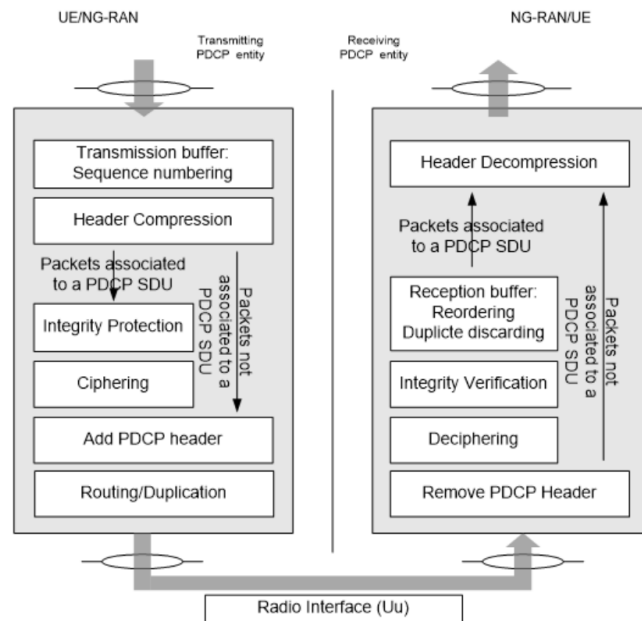 UE/NG-RAN
Transmitting
PDCP entity
Receiving
PDCP entity
NG-RAN/UE
Transmission buffer:
Sequence numbering
Header Compression
Packets associated
to a PDCP SDU
Packets not
associated to a
PDCP SDU
Integrity Protection
Ciphering
Add PDCP header
Routing/Duplication
Header Decompression
Packets associated
to a PDCP SDU
Packets not
associated to a
PDCP SDU
Reception buffer:
Reordering
Duplicte discarding
Integrity Verification
Deciphering
Remove PDCP Header
Radio Interface (Uu)